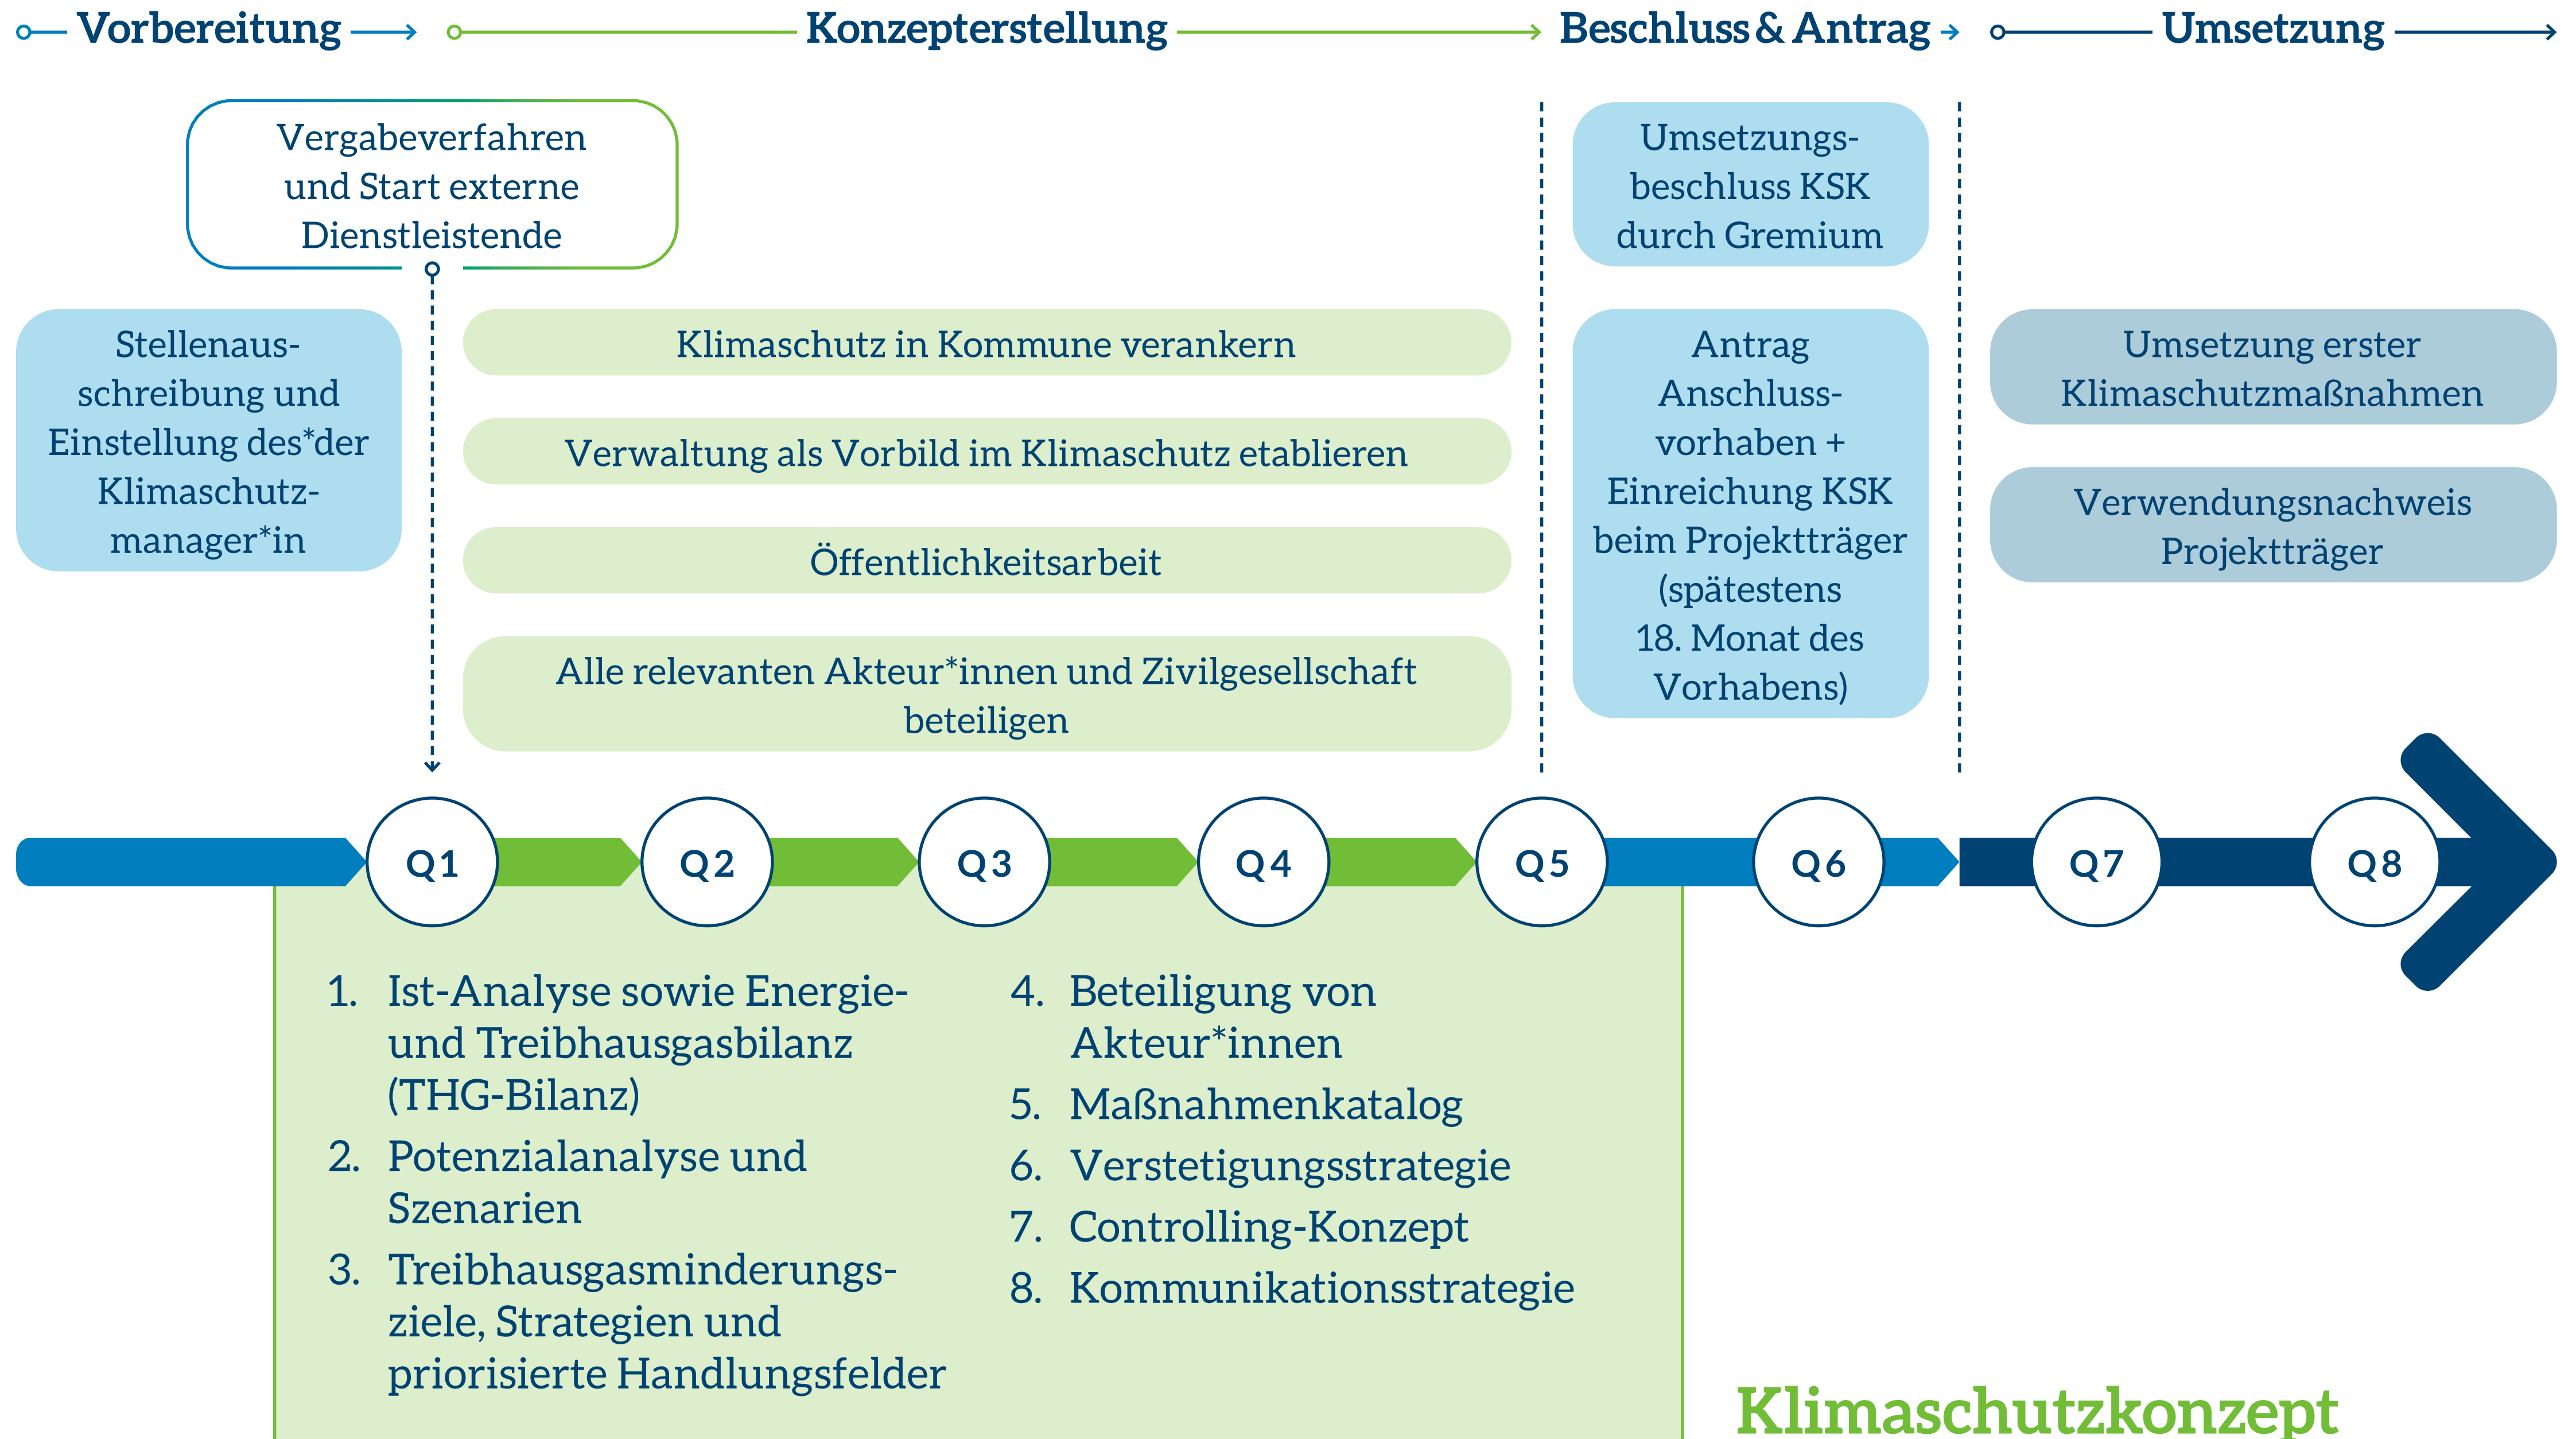 Vorbereitung
Konzepterstellung
Beschluss & Antrag
Umsetzung
Vergabeverfahren
und Start externe
Dienstleistende
Stellenaus-
schreibung und
Einstellung des*der
Klimaschutz-
manager*in
Klimaschutz in Kommune verankern
Verwaltung als Vorbild im Klimaschutz etablieren
Öffentlichkeitsarbeit
Alle relevanten Akteur*innen und Zivilgesellschaft
beteiligen
Umsetzungs-
beschluss KSK
durch Gremium
Antrag
Anschluss-
vorhaben +
Einreichung KSK
beim Projektträger
(spätestens
18. Monat des
Vorhabens)
Umsetzung erster
Klimaschutzmaßnahmen
Verwendungsnachweis
Projektträger
Q1
Q2
Q3
Q4
Q5
Q6
Q7
Q8
1. Ist-Analyse sowie Energie-
und Treibhausgasbilanz
(THG-Bilanz)
2. Potenzialanalyse und
Szenarien
3. Treibhausgasminderungs-
ziele, Strategien und
priorisierte Handlungsfelder
4. Beteiligung von
Akteur*innen
5. Maßnahmenkatalog
6. Verstetigungsstrategie
7. Controlling-Konzept
8. Kommunikationsstrategie
Klimaschutzkonzept